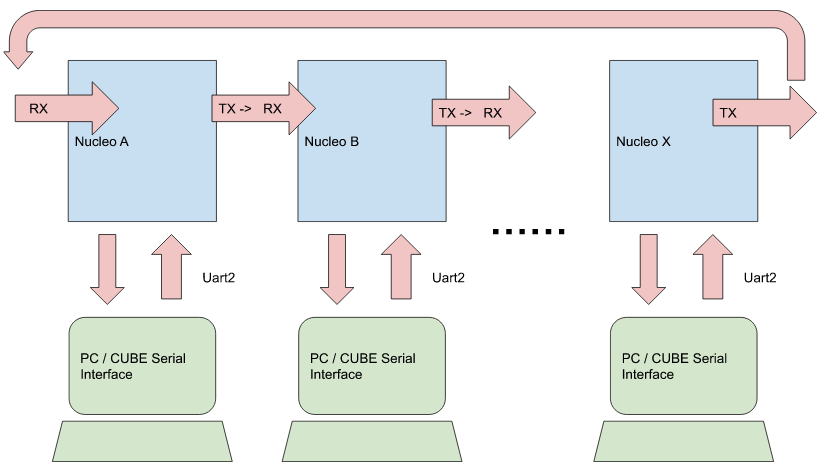 RX
TX -> RX
TX -> RX
TX
Nucleo A
Nucleo B
Nucleo X
Uart2
Uart2
Uart2
PC / CUBE Serial
Interface
PC / CUBE Serial
Interface
PC / CUBE Serial
Interface